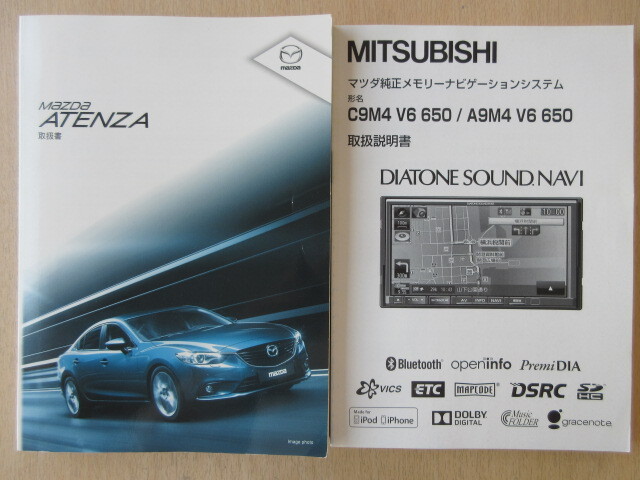 mazda
ATENZA
取扱書
mazda
image photo
MITSUBISHI
マツダ純正メモリーナビゲーションシステム
形名
C9M4 V6 650 / A9M4 V6 650
取扱説明書
DIATONE SOUND. NAVI
Bluetooth® openinfo PremiDIA
VICS ETC MAPCODE DSRC SD HC
Made for
iPod iPhone
DOLBY DIGITAL
Music FOLDER
gracenote